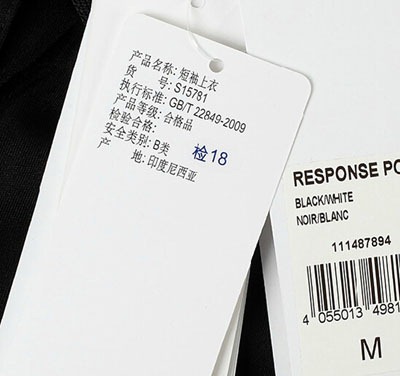 产品名称: 短袖上衣
货 号: S15781
执行标准: GB/T 22849-2009
产品等级: 合格品
检验合格:
检18
安全类别: B类
产 地: 印度尼西亚
RESPONSE PO
BLACK/WHITE
NOIR/BLANC
111487894
4 055013 4981
M